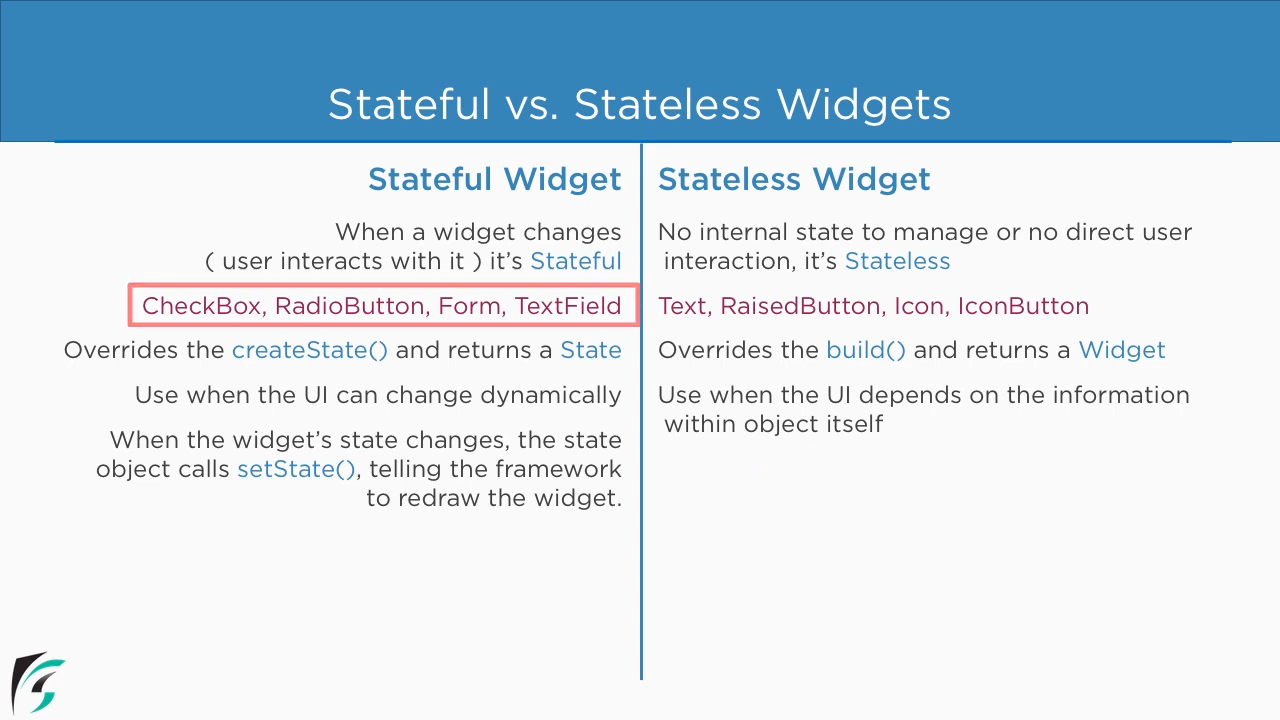 Stateful vs. Stateless Widgets
Stateful Widget
When a widget changes
( user interacts with it ) it’s Stateful
CheckBox, RadioButton, Form, TextField
Overrides the createState() and returns a State
Use when the UI can change dynamically
When the widget’s state changes, the state
object calls setState(), telling the framework
to redraw the widget.
Stateless Widget
No internal state to manage or no direct user
interaction, it’s Stateless
Text, RaisedButton, Icon, IconButton
Overrides the build() and returns a Widget
Use when the UI depends on the information
within object itself